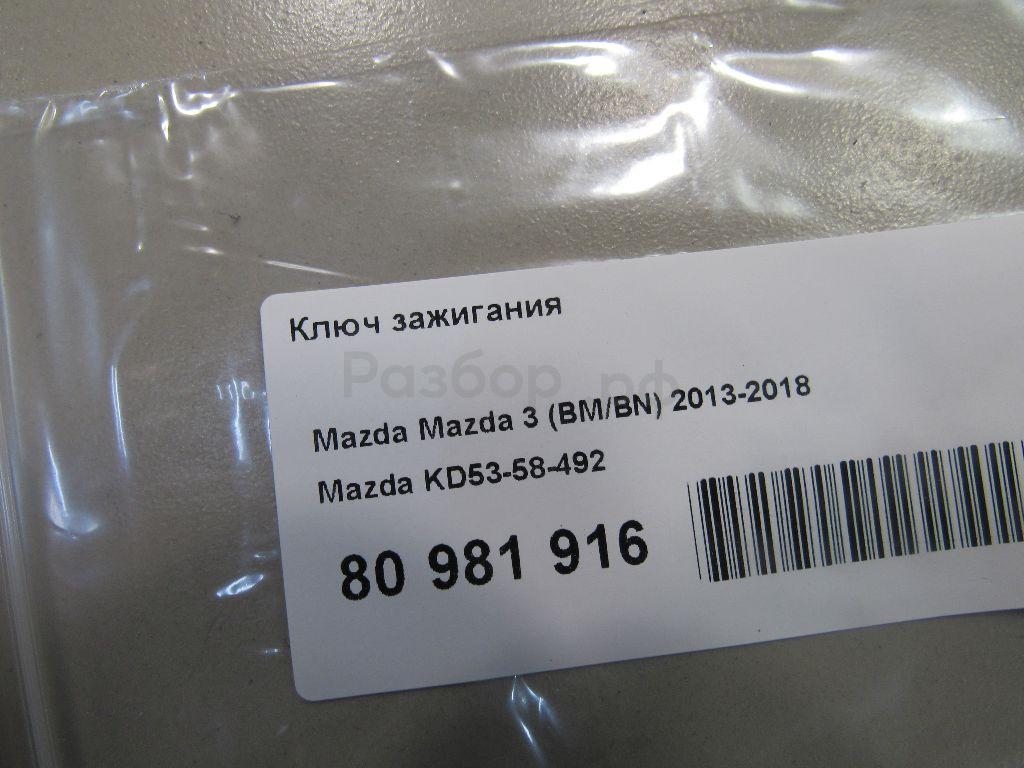 Ключ зажигания
Разбор.рф
Mazda Mazda 3 (BM/BN) 2013-2018
Mazda KD53-58-492
80 981 916